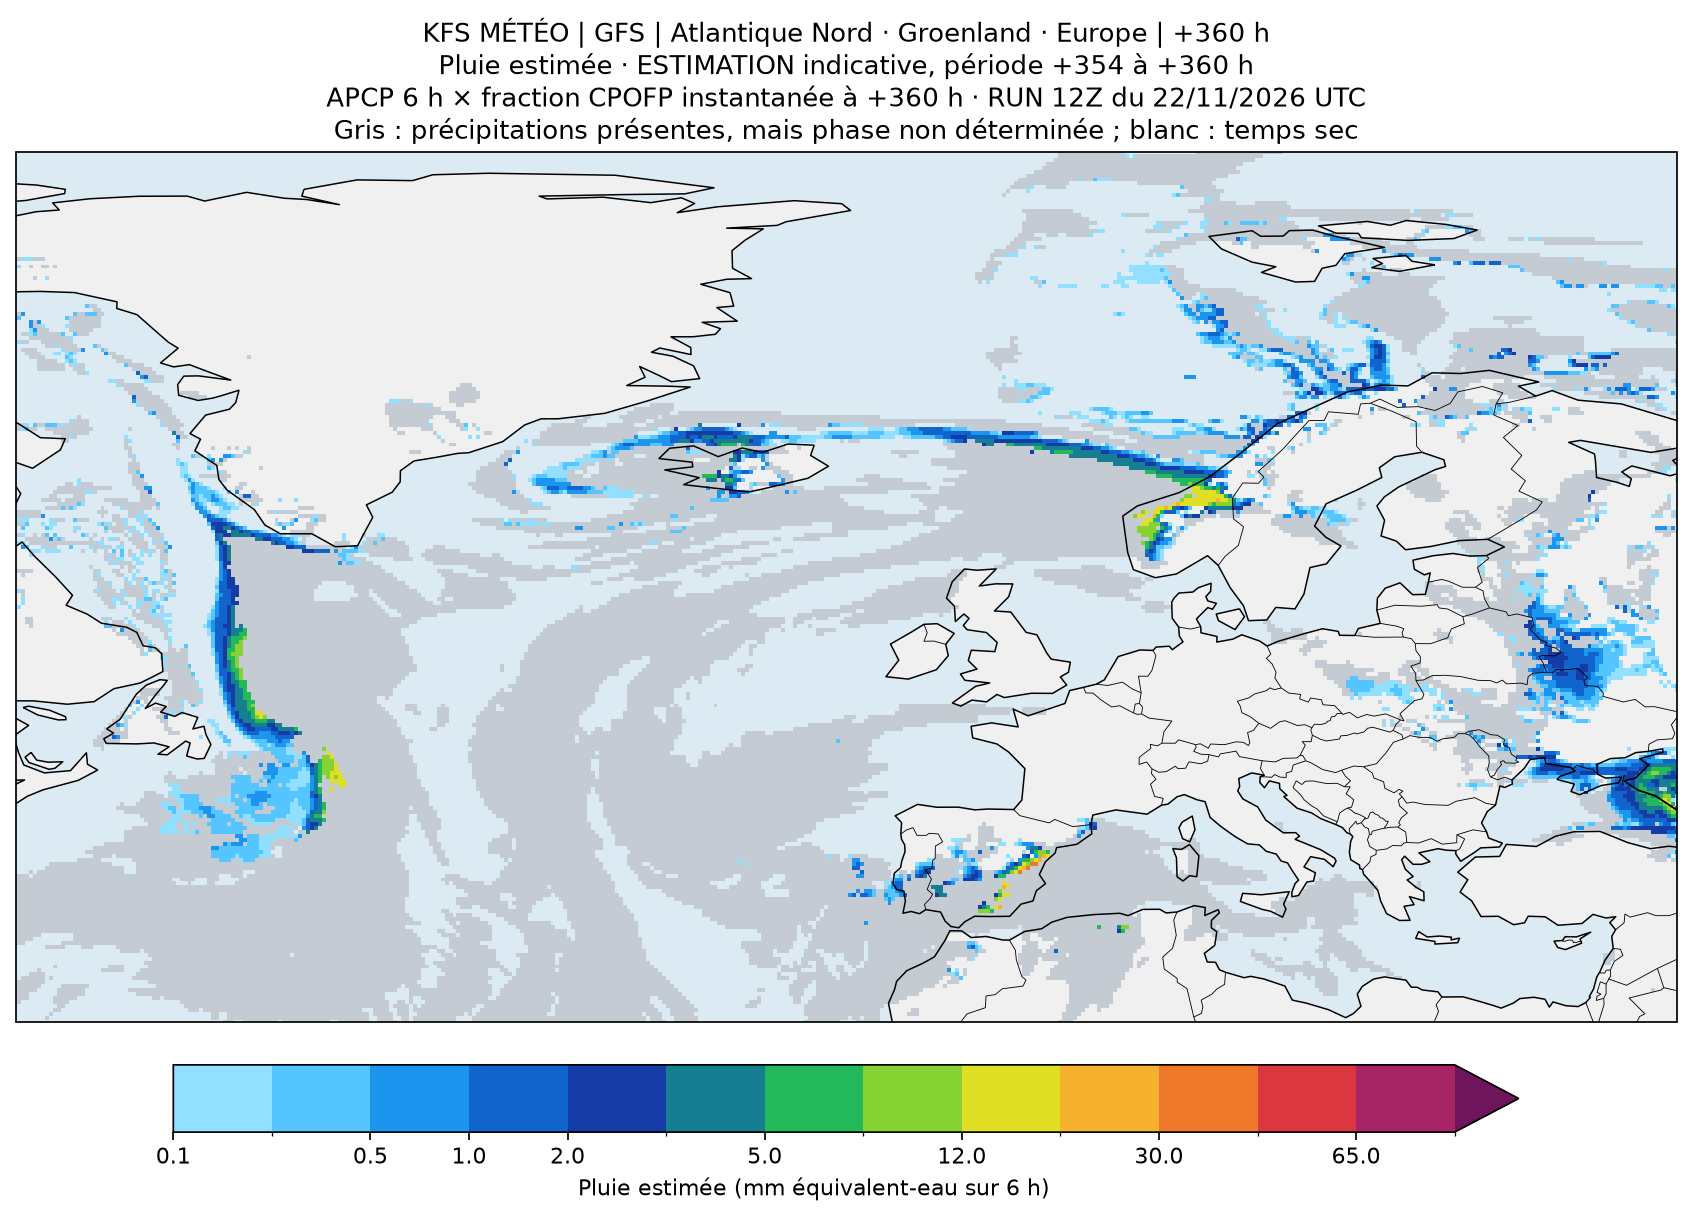 KFS MÉTÉO | GFS | Atlantique Nord · Groenland · Europe | +360 h
Pluie estimée · ESTIMATION indicative, période +354 à +360 h
APCP 6 h × fraction CPOFP instantanée à +360 h · RUN 12Z du 22/11/2026 UTC
Gris : précipitations présentes, mais phase non déterminée ; blanc : temps sec
0.1 0.5 1.0 2.0 5.0 12.0 30.0 65.0
Pluie estimée (mm équivalent-eau sur 6 h)